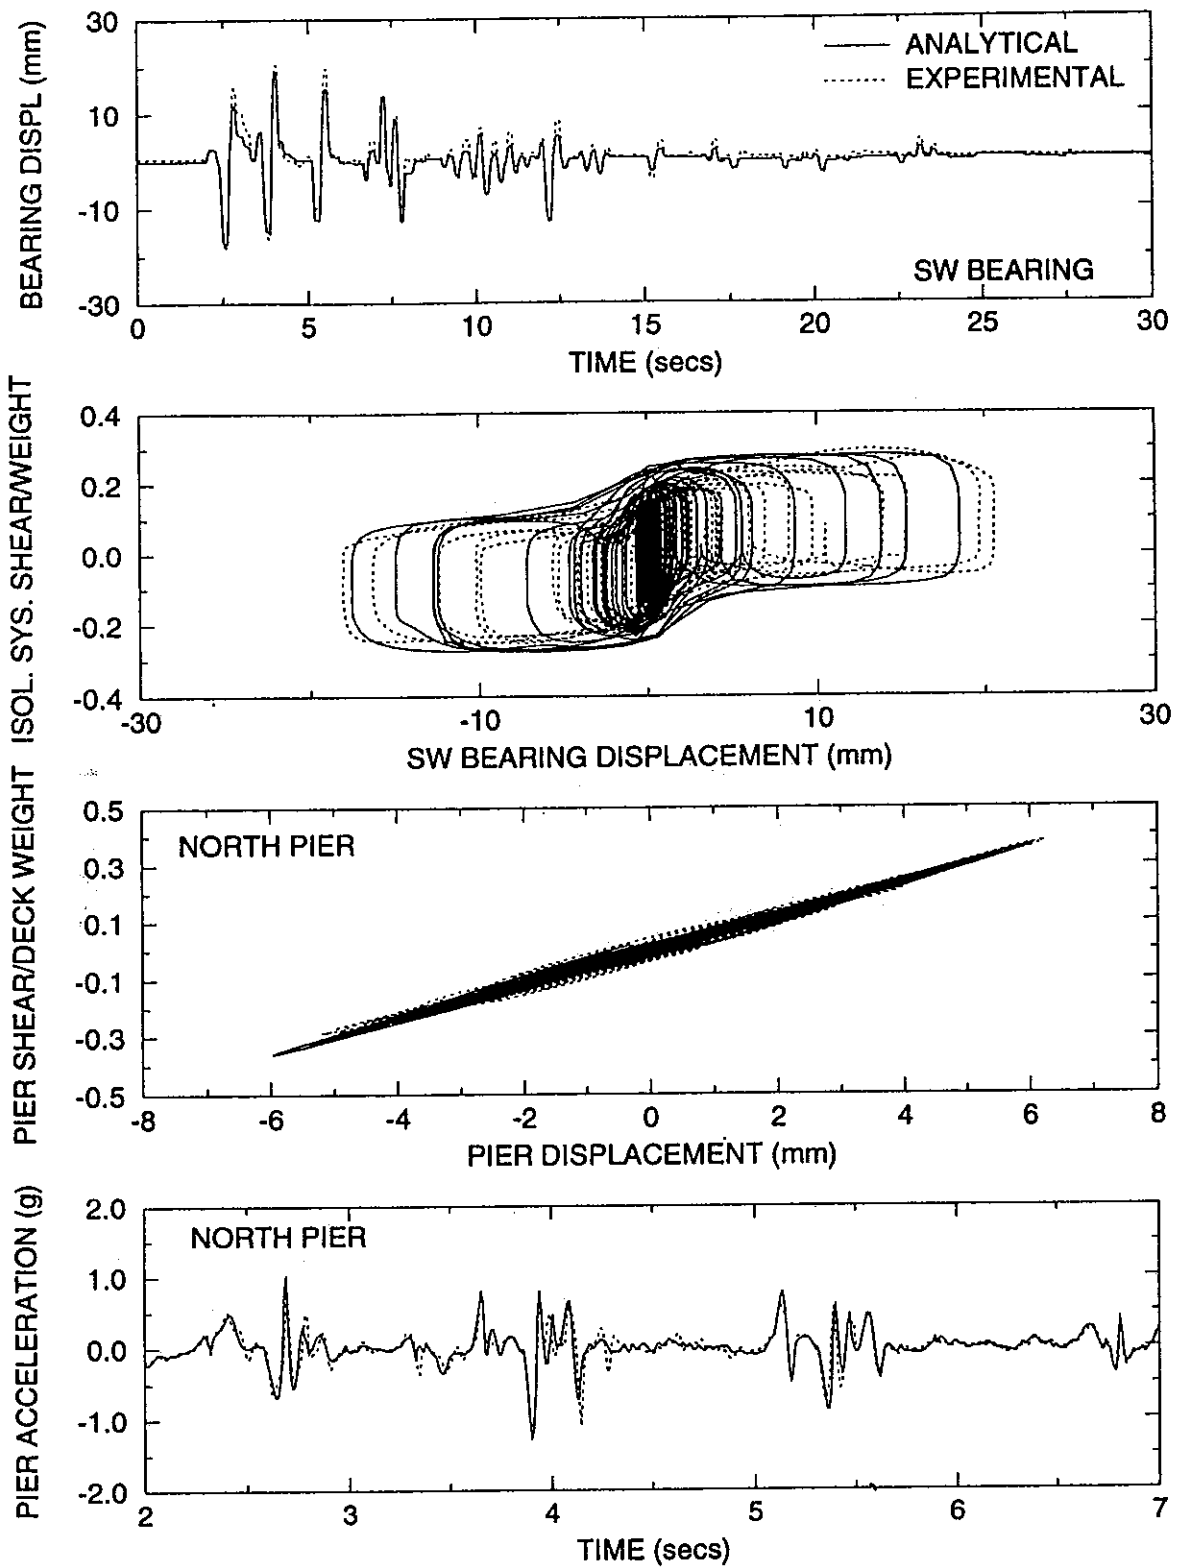 BEARING DISPL (mm)
30
10
-10
-30
ANALYTICAL
EXPERIMENTAL
SW BEARING
0 5 10 15 20 25 30
TIME (secs)
ISOL. SYS. SHEAR/WEIGHT
0.4
0.2
0.0
-0.2
-0.4
-30 -10 10 30
SW BEARING DISPLACEMENT (mm)
PIER SHEAR/DECK WEIGHT
0.5
0.3
0.1
-0.1
-0.3
-0.5
NORTH PIER
-8 -6 -4 -2 0 2 4 6 8
PIER DISPLACEMENT (mm)
PIER ACCELERATION (g)
2.0
1.0
0.0
-1.0
-2.0
NORTH PIER
2 3 4 5 6 7
TIME (secs)